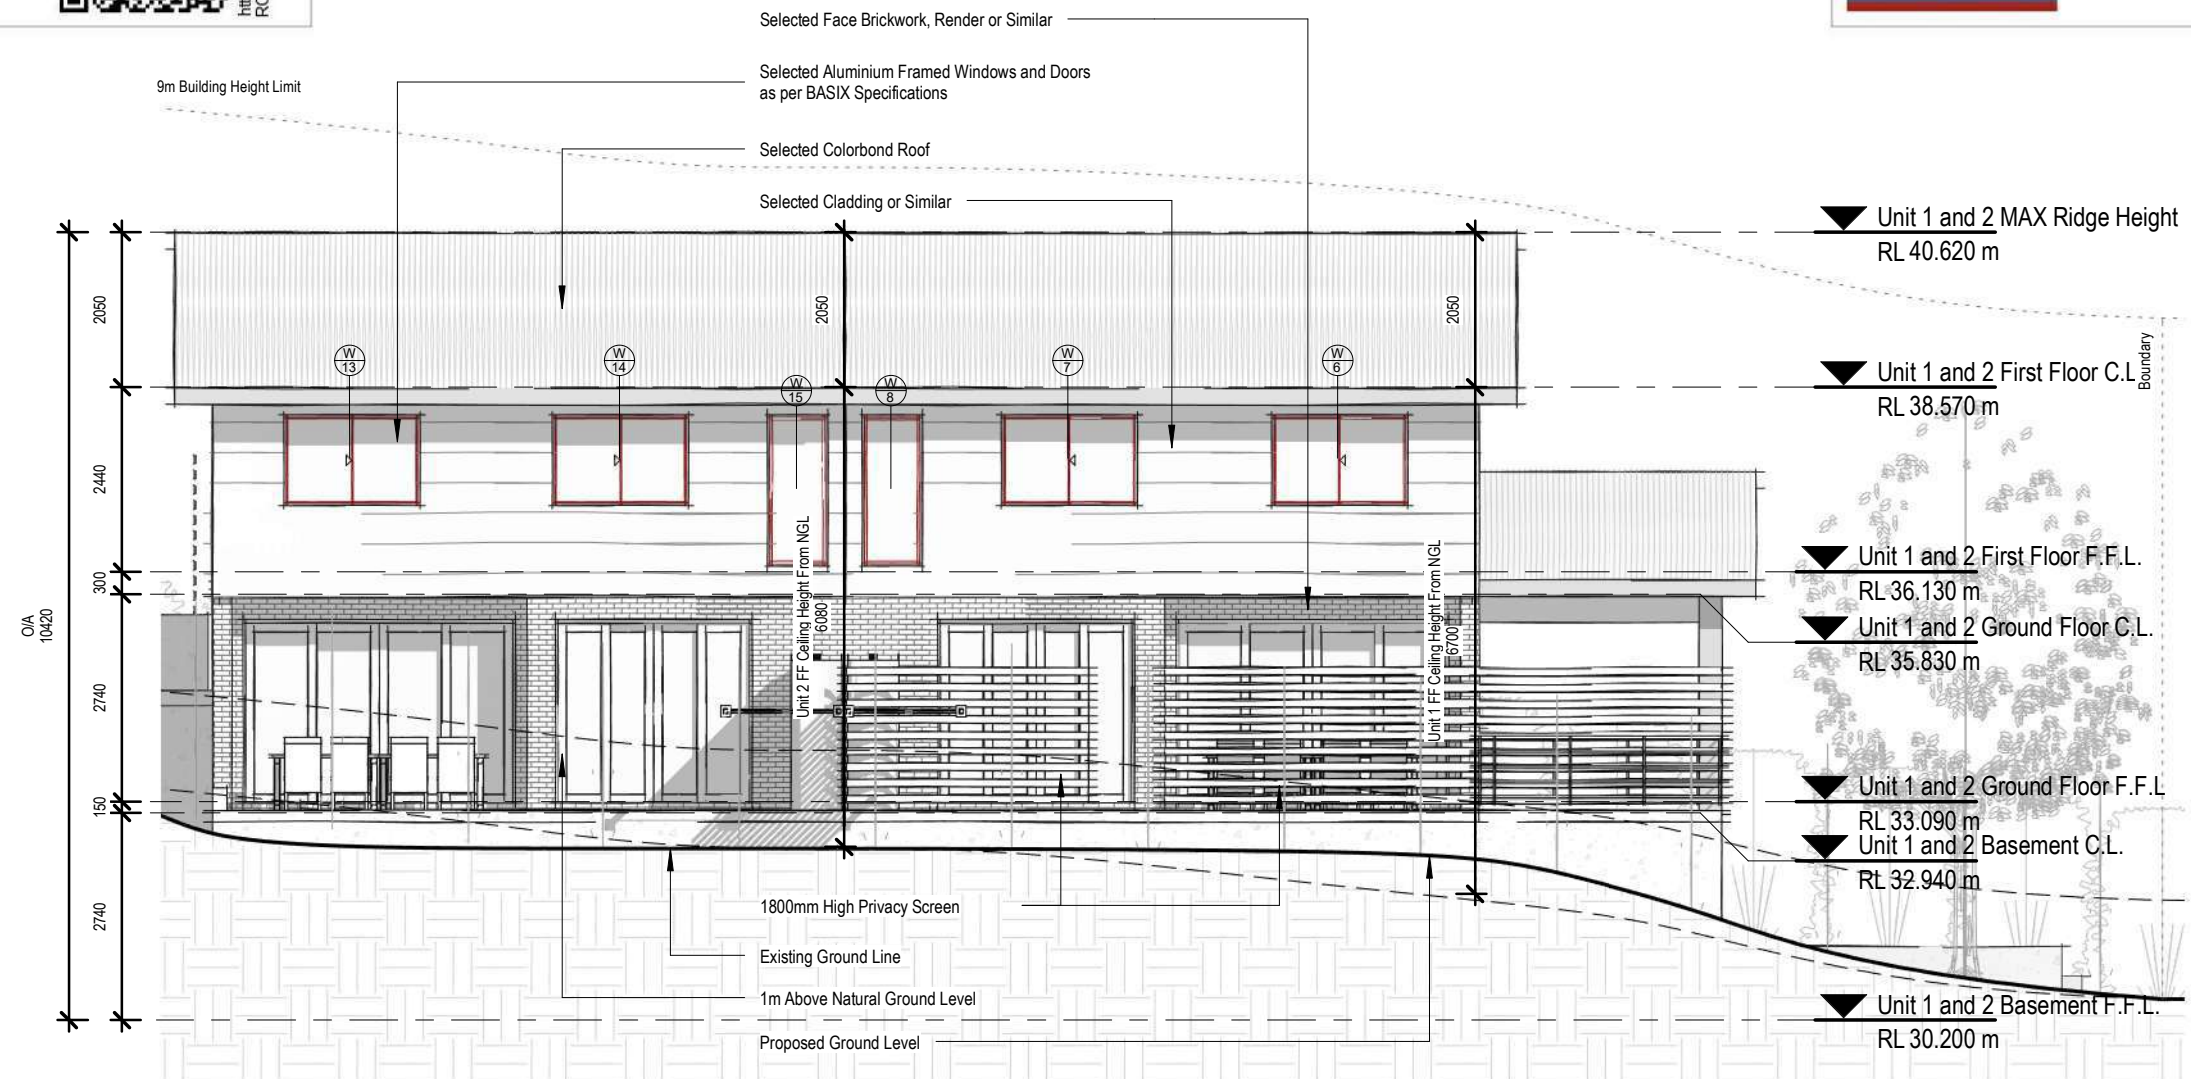 Selected Face Brickwork, Render or Similar
Selected Aluminium Framed Windows and Doors
as per BASIX Specifications
9m Building Height Limit
Selected Colorbond Roof
Selected Cladding or Similar
Unit 1 and 2 MAX Ridge Height
RL 40.620 m
Unit 1 and 2 First Floor C.L
RL 38.570 m
Boundary
Unit 1 and 2 First Floor F.F.L.
RL 36.130 m
Unit 1 and 2 Ground Floor C.L.
RL 35.830 m
Unit 1 and 2 Ground Floor F.F.L
RL 33.090 m
Unit 1 and 2 Basement C.L.
RL 32.940 m
Unit 1 and 2 Basement F.F.L.
RL 30.200 m
O/A
10420
2050
2440
300
2740
150
2740
2050
2050
W
13
W
14
W
15
W
8
W
7
W
6
Unit 2 FF Ceiling Height From NGL
6080
Unit 1 FF Ceiling Height From NGL
6700
1800mm High Privacy Screen
Existing Ground Line
1m Above Natural Ground Level
Proposed Ground Level